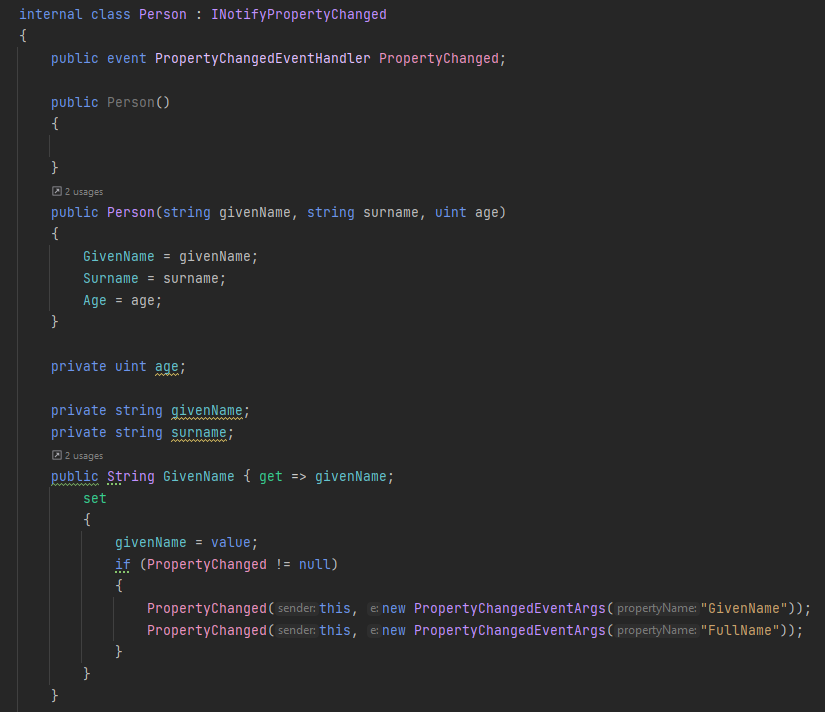 internal class Person : INotifyPropertyChanged
{
public event PropertyChangedEventHandler PropertyChanged;
public Person()
{
}
2 usages
public Person(string givenName, string surname, uint age)
{
GivenName = givenName;
Surname = surname;
Age = age;
}
private uint age;
private string givenName;
private string surname;
2 usages
public String GivenName { get => givenName;
set
{
givenName = value;
if (PropertyChanged != null)
{
PropertyChanged( sender: this, e: new PropertyChangedEventArgs( propertyName: "GivenName"));
PropertyChanged( sender: this, e: new PropertyChangedEventArgs( propertyName: "FullName"));
}
}
}